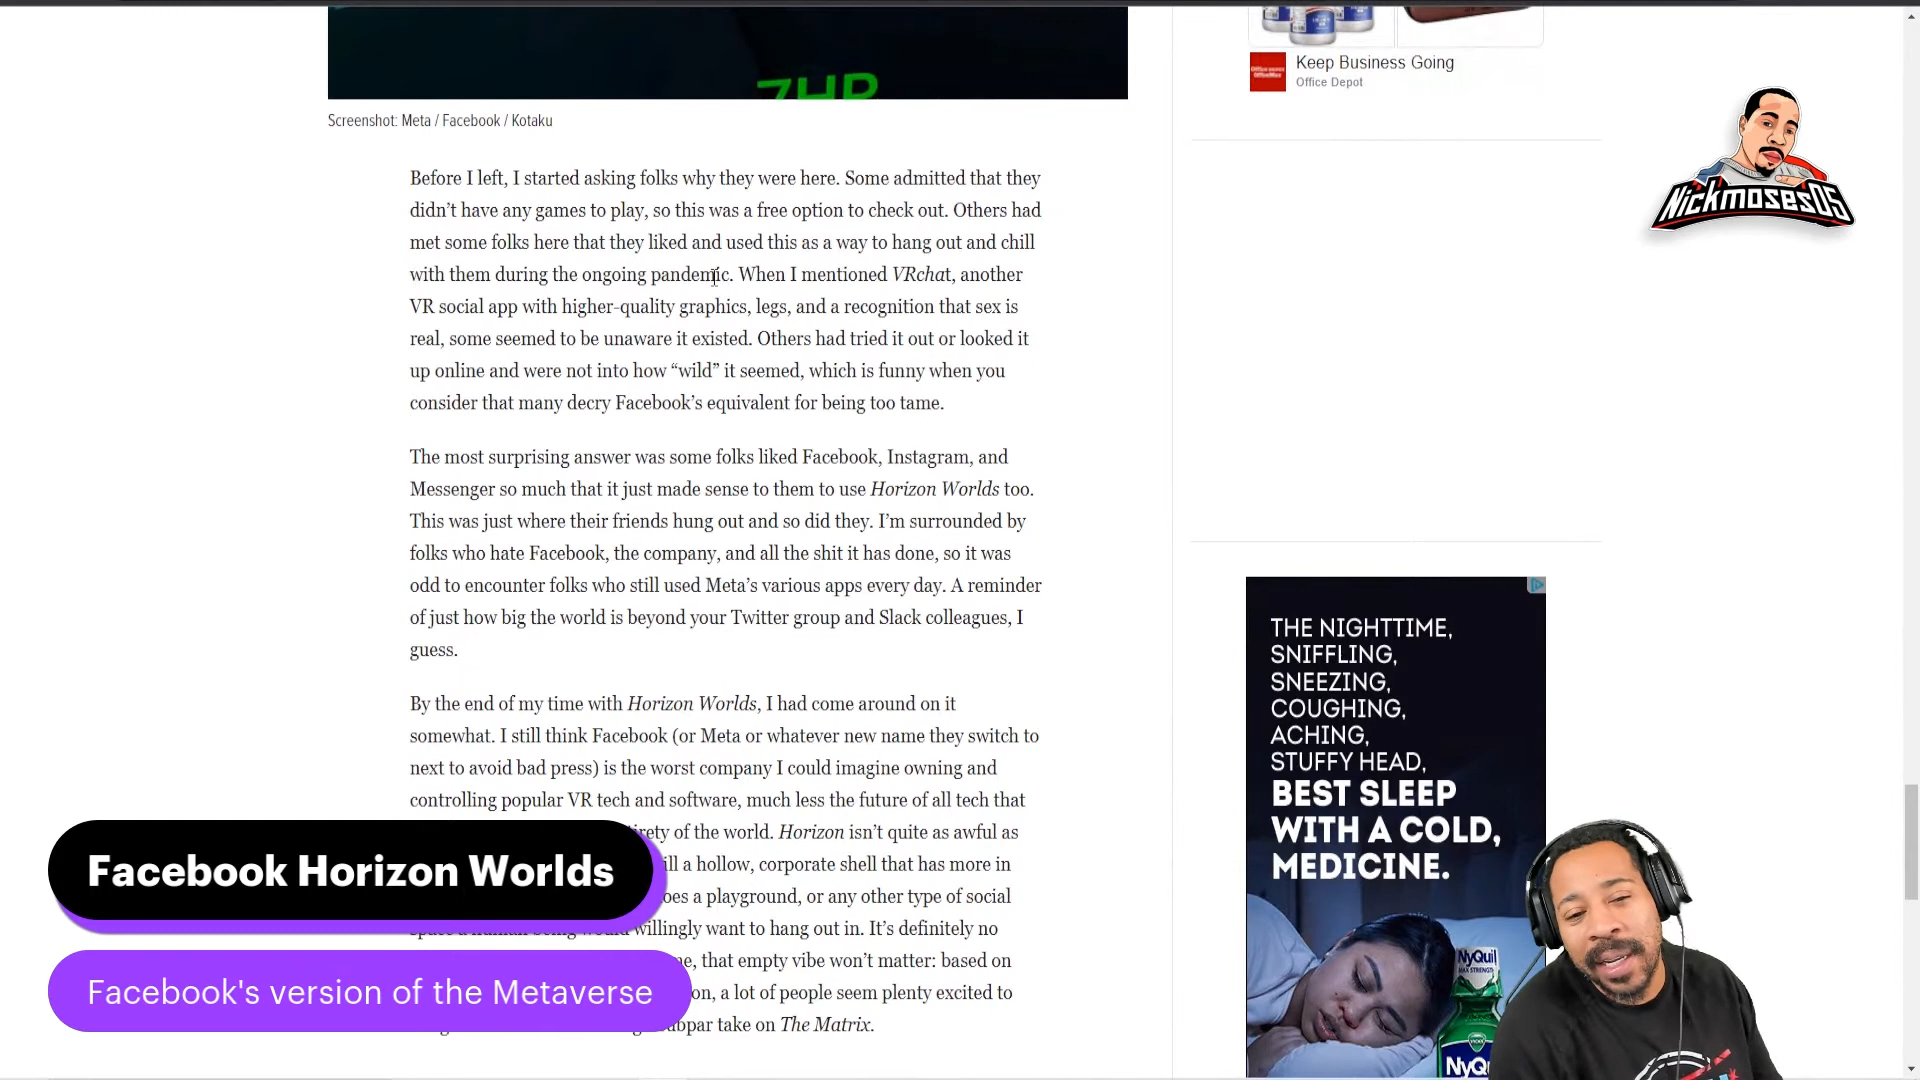 ZHR
Keep Business Going
Office Depot
Screenshot: Meta / Facebook / Kotaku
Nickmoses05
Before I left, I started asking folks why they were here. Some admitted that they
didn’t have any games to play, so this was a free option to check out. Others had
met some folks here that they liked and used this as a way to hang out and chill
with them during the ongoing pandemic. When I mentioned VRchat, another
VR social app with higher-quality graphics, legs, and a recognition that sex is
real, some seemed to be unaware it existed. Others had tried it out or looked it
up online and were not into how “wild” it seemed, which is funny when you
consider that many decry Facebook’s equivalent for being too tame.
The most surprising answer was some folks liked Facebook, Instagram, and
Messenger so much that it just made sense to them to use Horizon Worlds too.
This was just where their friends hung out and so did they. I’m surrounded by
folks who hate Facebook, the company, and all the shit it has done, so it was
odd to encounter folks who still used Meta’s various apps every day. A reminder
of just how big the world is beyond your Twitter group and Slack colleagues, I
guess.
By the end of my time with Horizon Worlds, I had come around on it
somewhat. I still think Facebook (or Meta or whatever new name they switch to
next to avoid bad press) is the worst company I could imagine owning and
controlling popular VR tech and software, much less the future of all tech that
of the world. Horizon isn’t quite as awful as
a hollow, corporate shell that has more in
a playground, or any other type of social
willingly want to hang out in. It’s definitely no
that empty vibe won’t matter: based on
a lot of people seem plenty excited to
take on The Matrix.
Facebook Horizon Worlds
Facebook's version of the Metaverse
THE NIGHTTIME,
SNIFFLING,
SNEEZING,
COUGHING,
ACHING,
STUFFY HEAD,
BEST SLEEP
WITH A COLD,
MEDICINE.
NyQuil
MAX STRENGTH
VICKS
NyQ